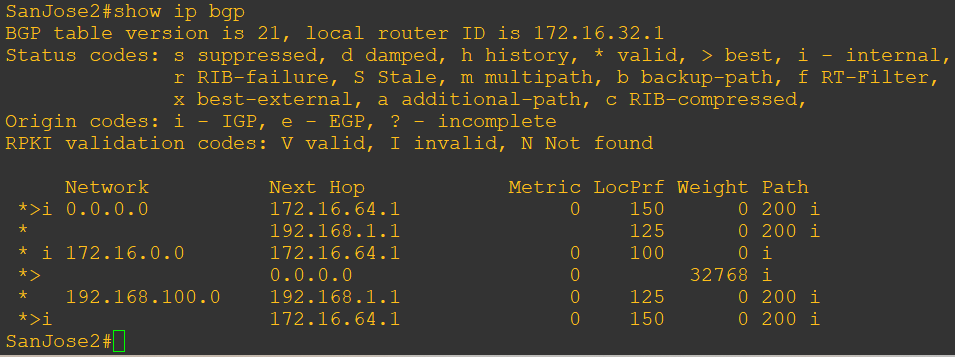 SanJose2#show ip bgp
BGP table version is 21, local router ID is 172.16.32.1
Status codes: s suppressed, d damped, h history, * valid, > best, i - internal,
              r RIB-failure, S Stale, m multipath, b backup-path, f RT-Filter,
              x best-external, a additional-path, c RIB-compressed,
Origin codes: i - IGP, e - EGP, ? - incomplete
RPKI validation codes: V valid, I invalid, N Not found

     Network          Next Hop            Metric LocPrf Weight Path
 *>i 0.0.0.0          172.16.64.1              0    150      0 200 i
 *                    192.168.1.1                   125      0 200 i
 * i 172.16.0.0       172.16.64.1              0    100      0 i
 *>                   0.0.0.0                  0         32768 i
 *   192.168.100.0    192.168.1.1              0    125      0 200 i
 *>i                  172.16.64.1              0    150      0 200 i
SanJose2#